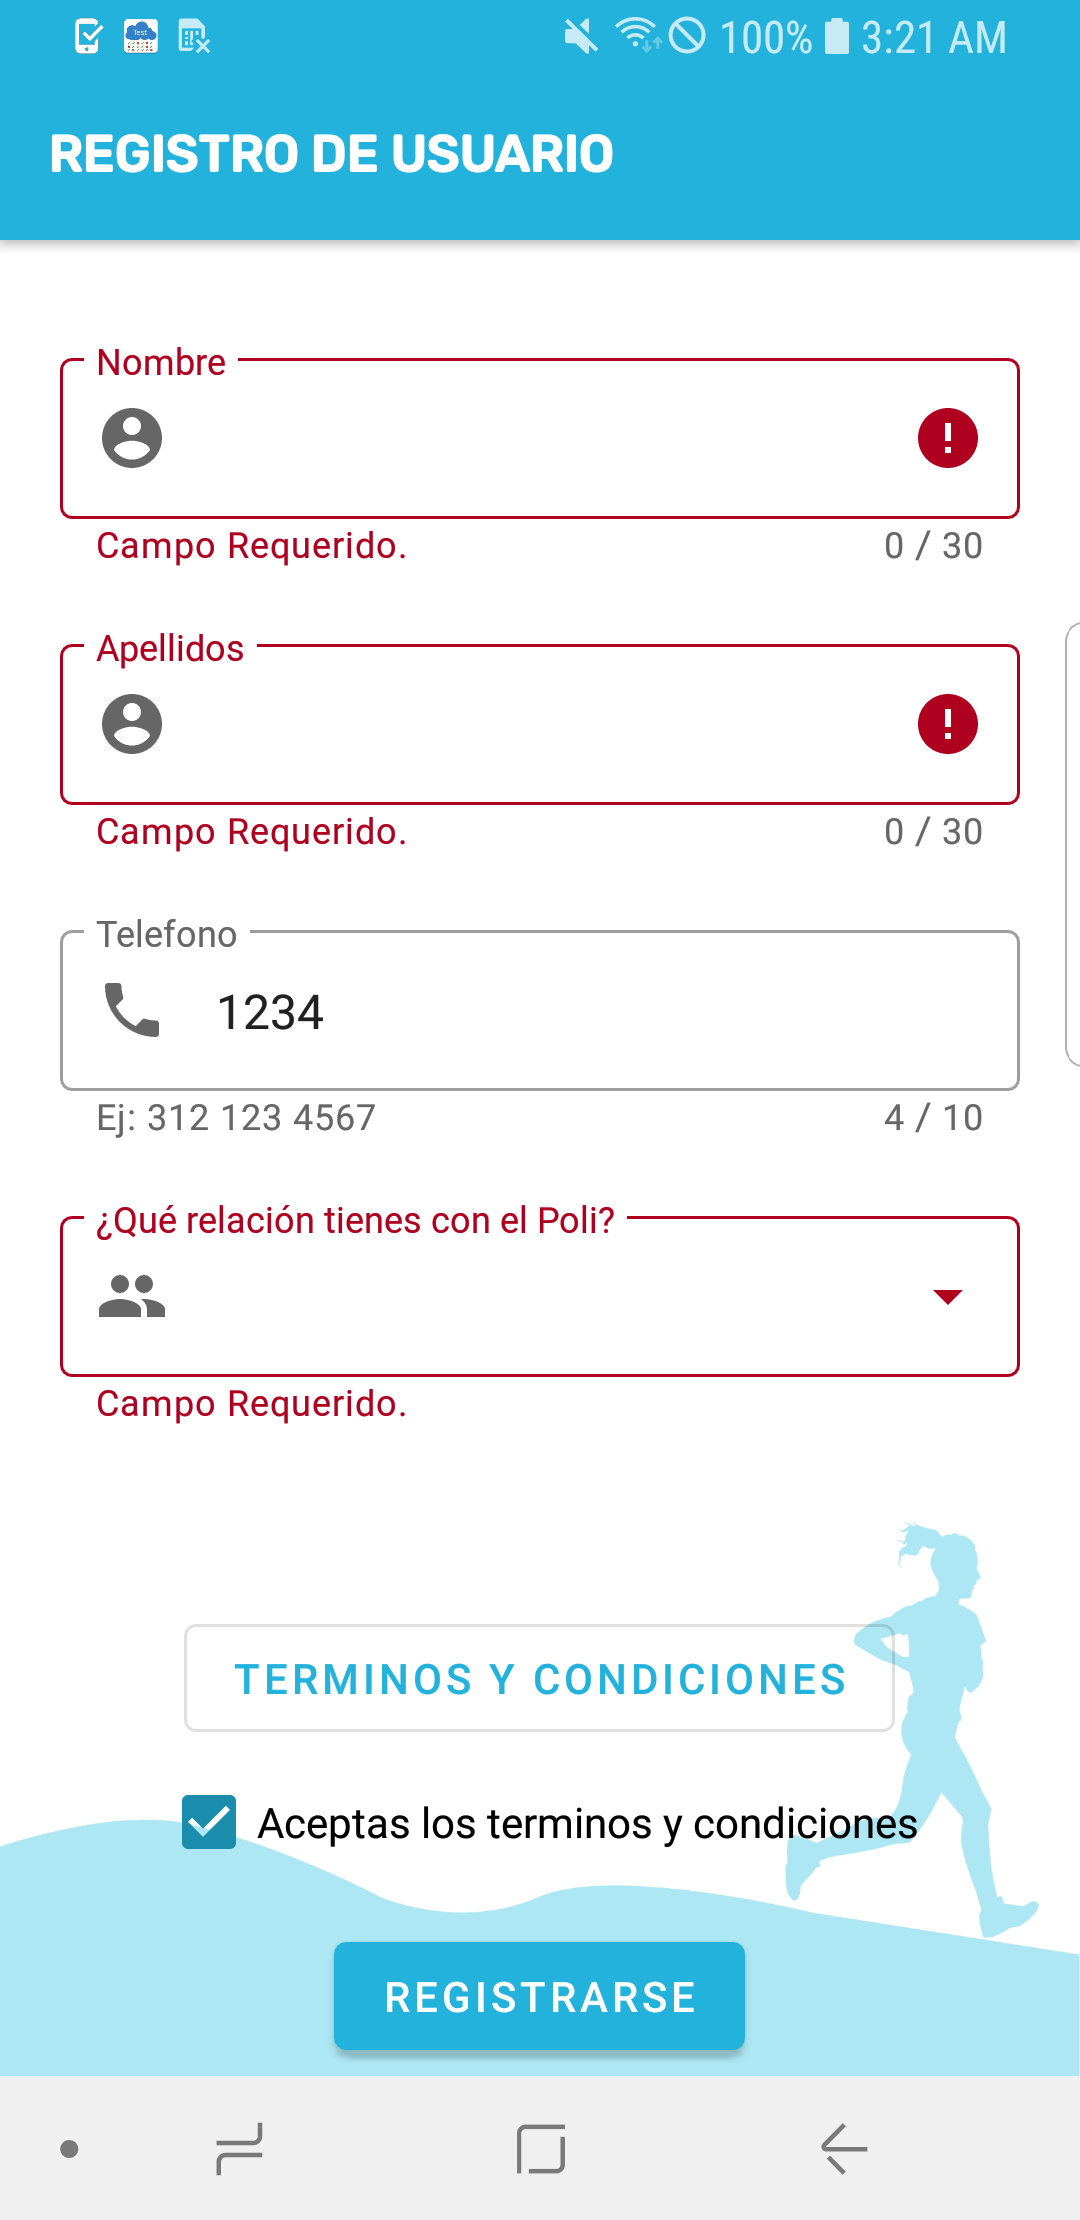 Test
100% 3:21 AM
REGISTRO DE USUARIO
Nombre
Campo Requerido.
0 / 30
Apellidos
Campo Requerido.
0 / 30
Telefono
1234
Ej: 312 123 4567
4 / 10
¿Qué relación tienes con el Poli?
Campo Requerido.
TERMINOS Y CONDICIONES
Aceptas los terminos y condiciones
REGISTRARSE